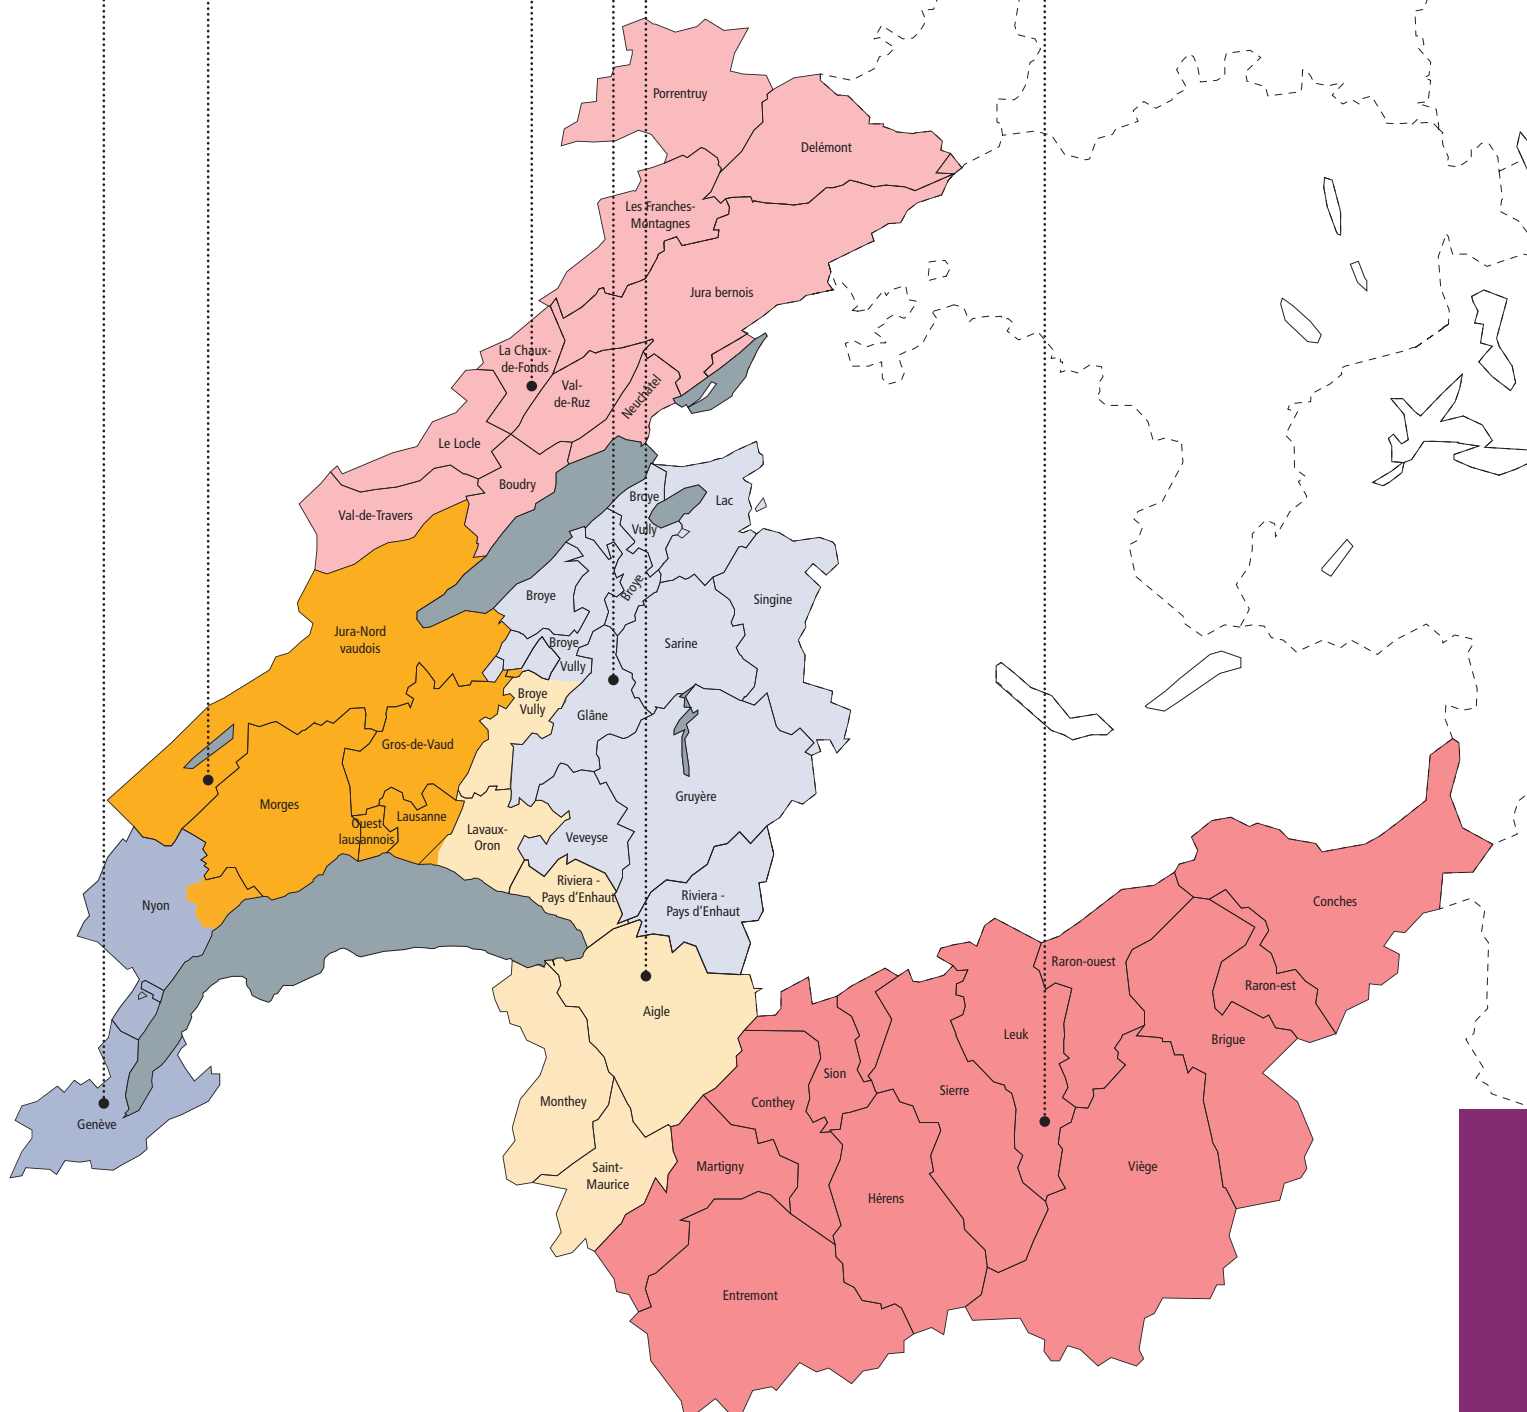 Porrentruy
Delémont
Les Franches-
Montagnes
Jura bernois
La Chaux-
de-Fonds
Val-
de-Ruz
Neuchâtel
Le Locle
Boudry
Val-de-Travers
Broye
Vully
Lac
Broye
Broye
Singine
Jura-Nord
vaudois
Broye
Vully
Sarine
Broye
Vully
Glâne
Gros-de-Vaud
Gruyère
Morges
Lausanne
Ouest
lausannois
Lavaux-
Oron
Veveyse
Riviera -
Pays d’Enhaut
Riviera -
Pays d’Enhaut
Nyon
Conches
Raron-ouest
Raron-est
Aigle
Leuk
Brigue
Sion
Sierre
Monthey
Conthey
Genève
Saint-
Maurice
Martigny
Viège
Hérens
Entremont